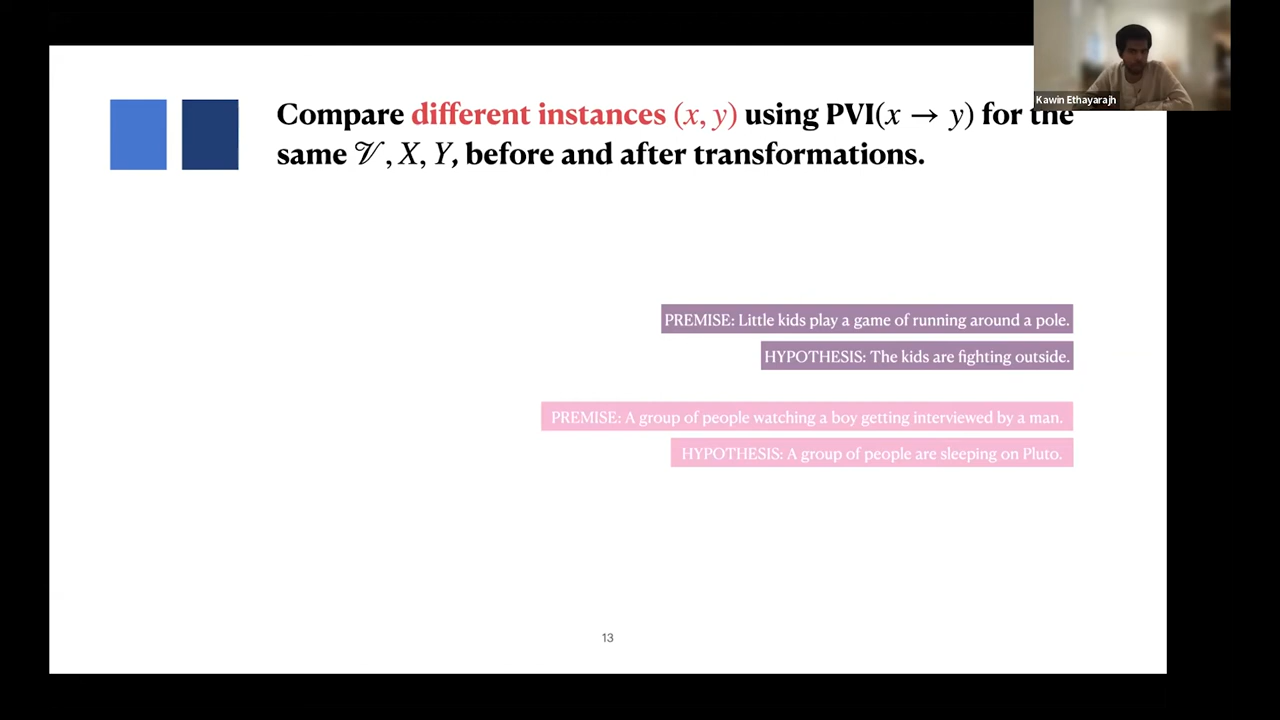 Kawin Ethayarajh
Compare different instances (x, y) using PVI(x → y) for the
same 𝒱, X, Y, before and after transformations.
PREMISE: Little kids play a game of running around a pole.
HYPOTHESIS: The kids are fighting outside.
PREMISE: A group of people watching a boy getting interviewed by a man.
HYPOTHESIS: A group of people are sleeping on Pluto.
13